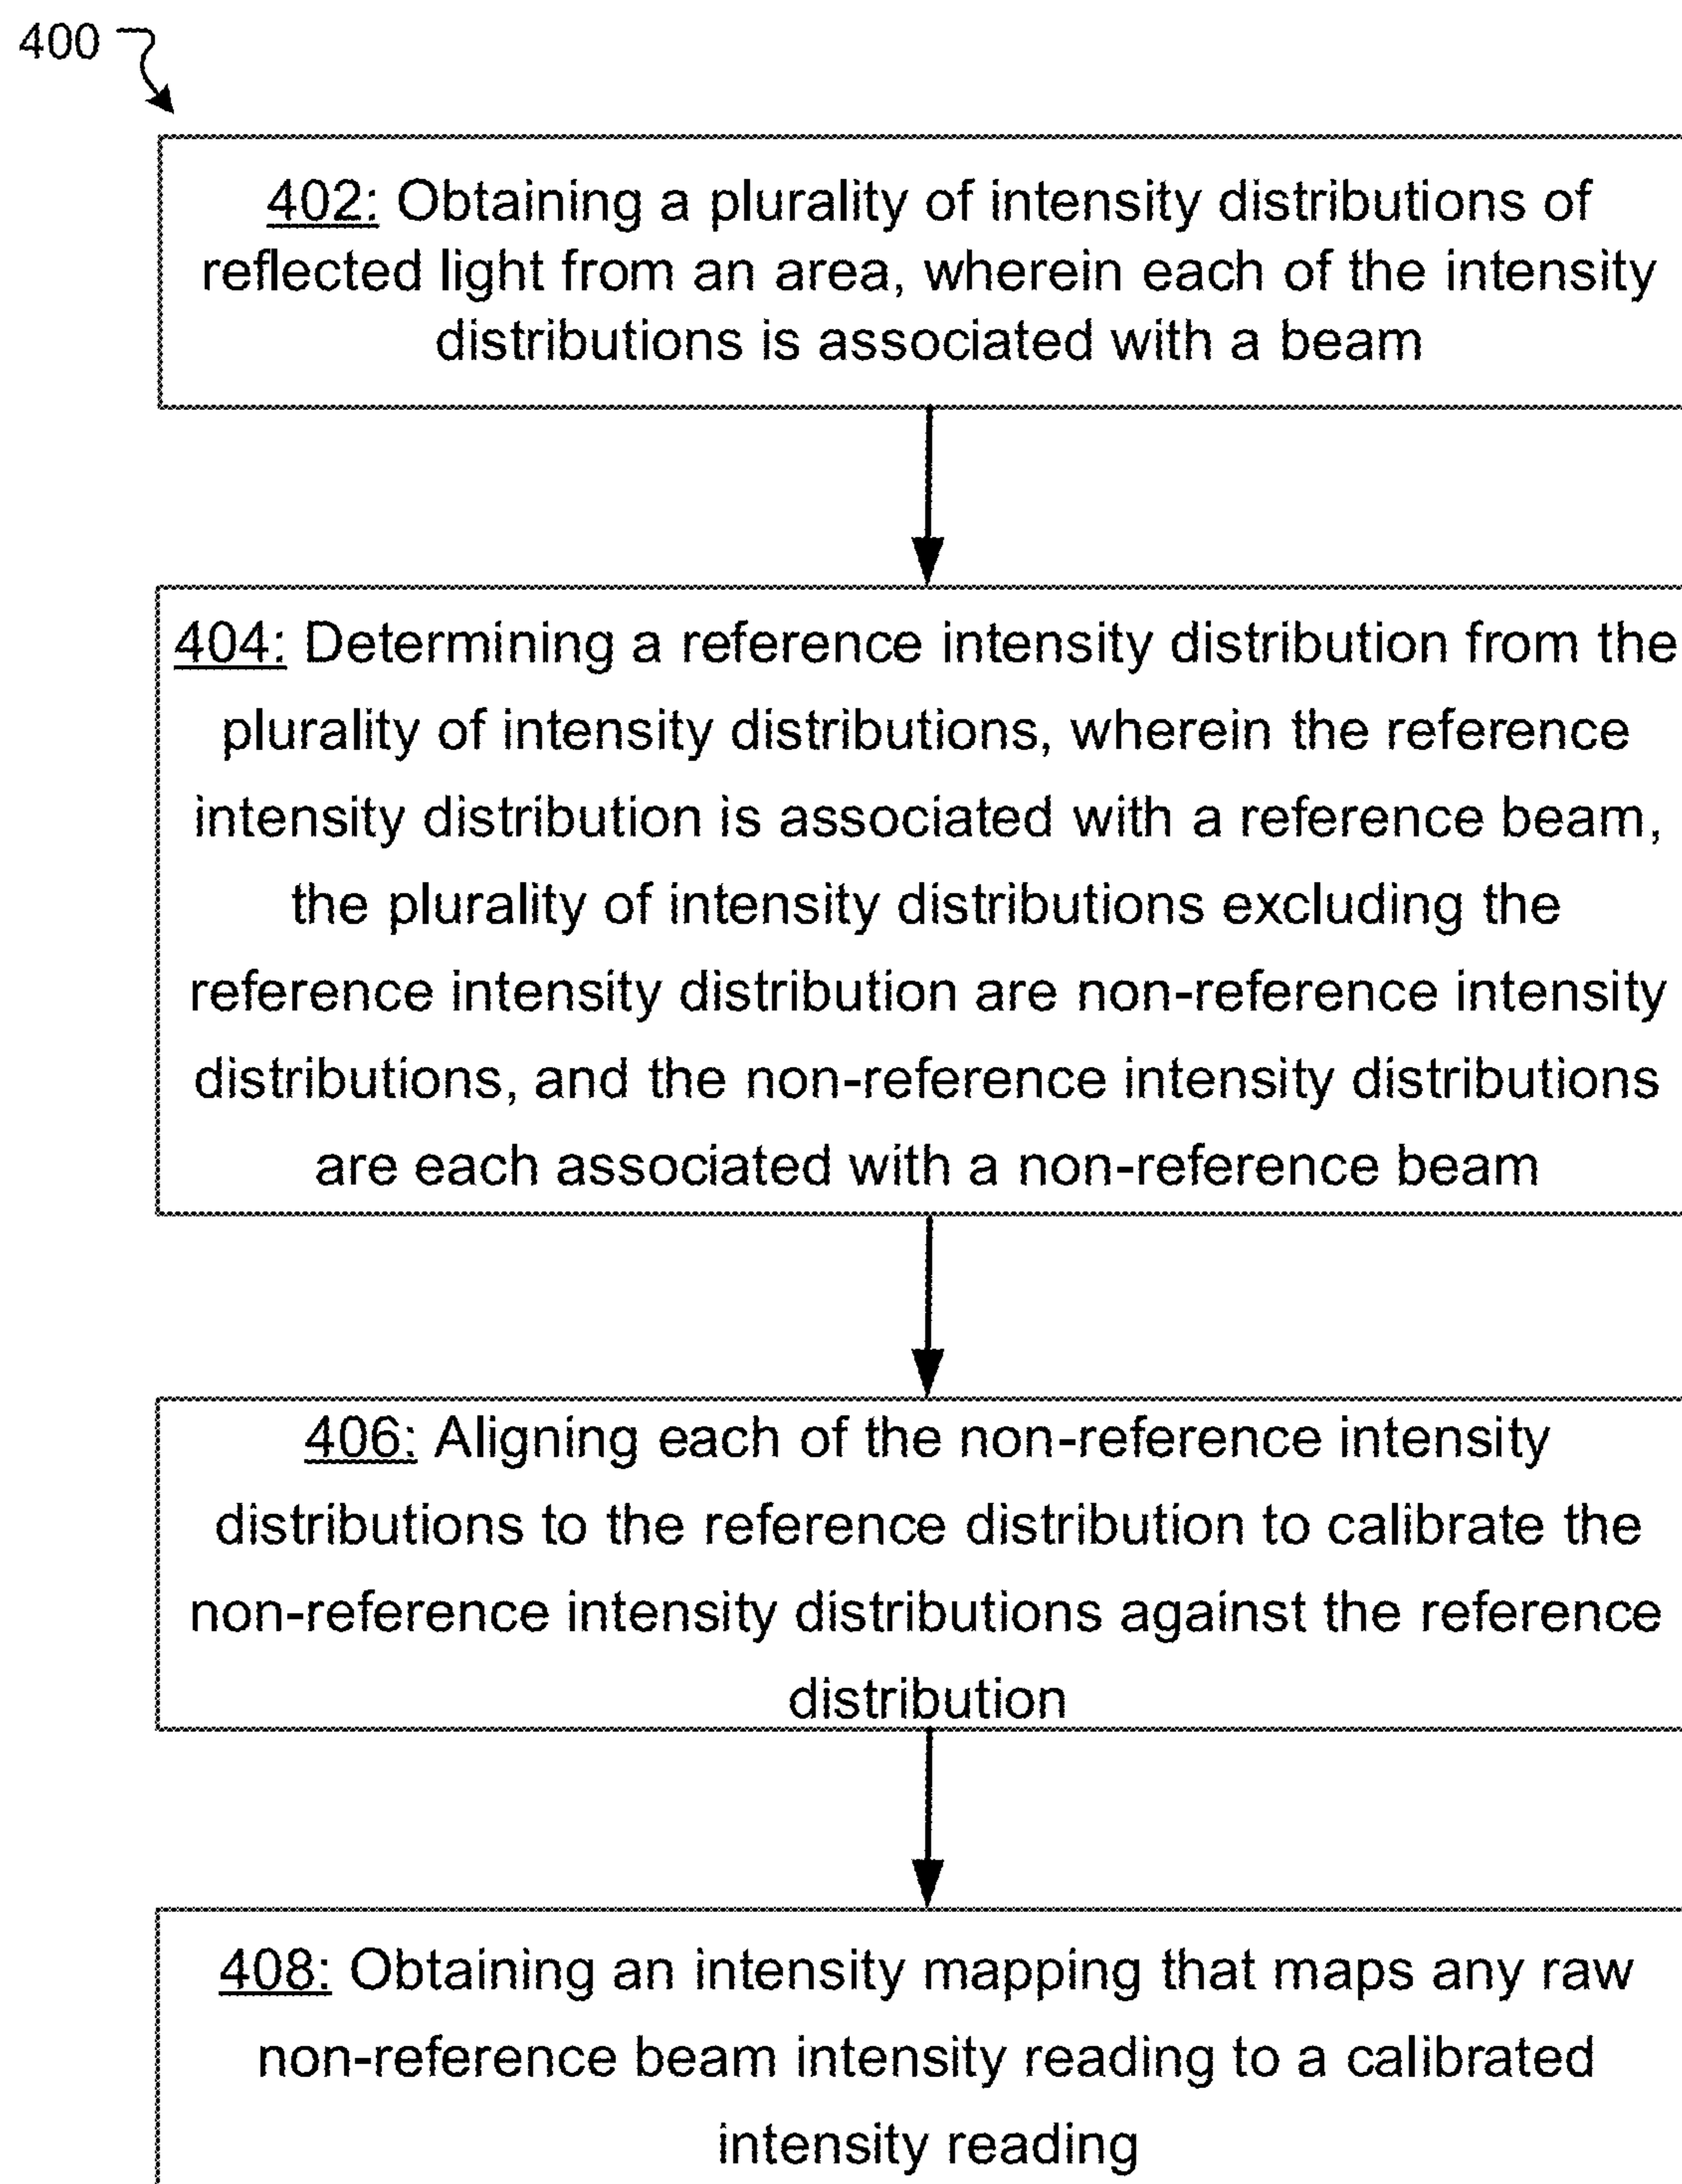 400
402: Obtaining a plurality of intensity distributions of
reflected light from an area, wherein each of the intensity
distributions is associated with a beam
404: Determining a reference intensity distribution from the
plurality of intensity distributions, wherein the reference
intensity distribution is associated with a reference beam,
the plurality of intensity distributions excluding the
reference intensity distribution are non-reference intensity
distributions, and the non-reference intensity distributions
are each associated with a non-reference beam
406: Aligning each of the non-reference intensity
distributions to the reference distribution to calibrate the
non-reference intensity distributions against the reference
distribution
408: Obtaining an intensity mapping that maps any raw
non-reference beam intensity reading to a calibrated
intensity reading